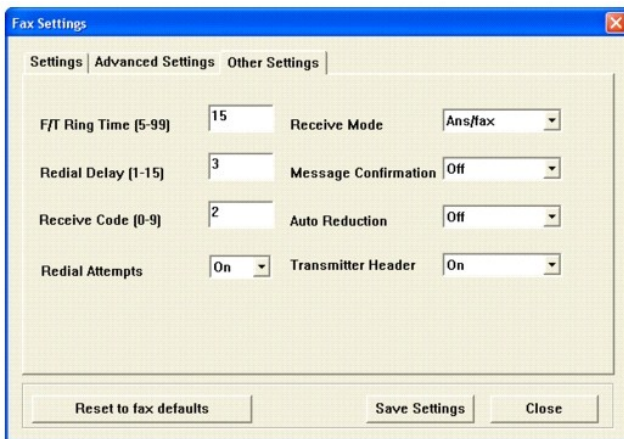 Fax Settings
Settings Advanced Settings Other Settings
F/T Ring Time (5-99) 15 Receive Mode Ans/fax
Redial Delay (1-15) 3 Message Confirmation Off
Receive Code (0-9) 2 Auto Reduction Off
Redial Attempts On Transmitter Header On
Reset to fax defaults Save Settings Close